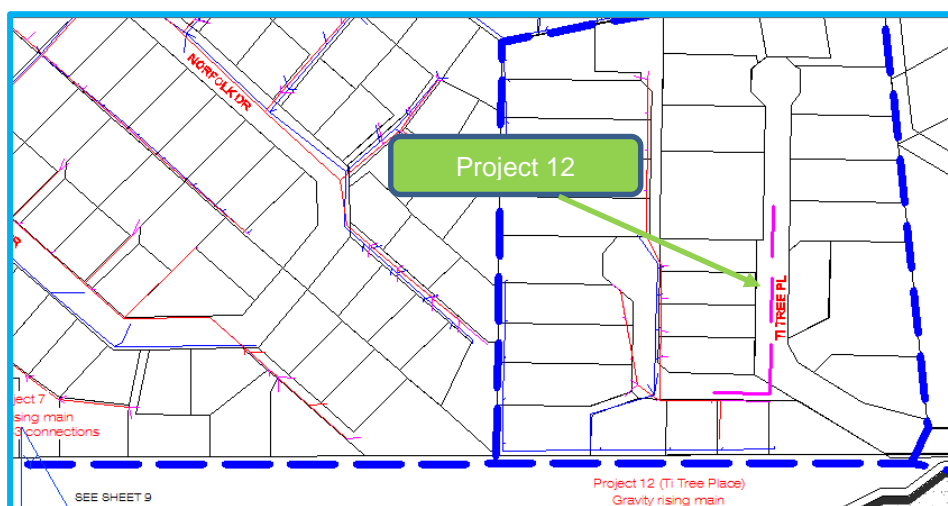 NORFOLK DR
Project 12
TI TREE PL
ject 7
sing main
3 connections
SEE SHEET 9
Project 12 (Ti Tree Place)
Gravity rising main